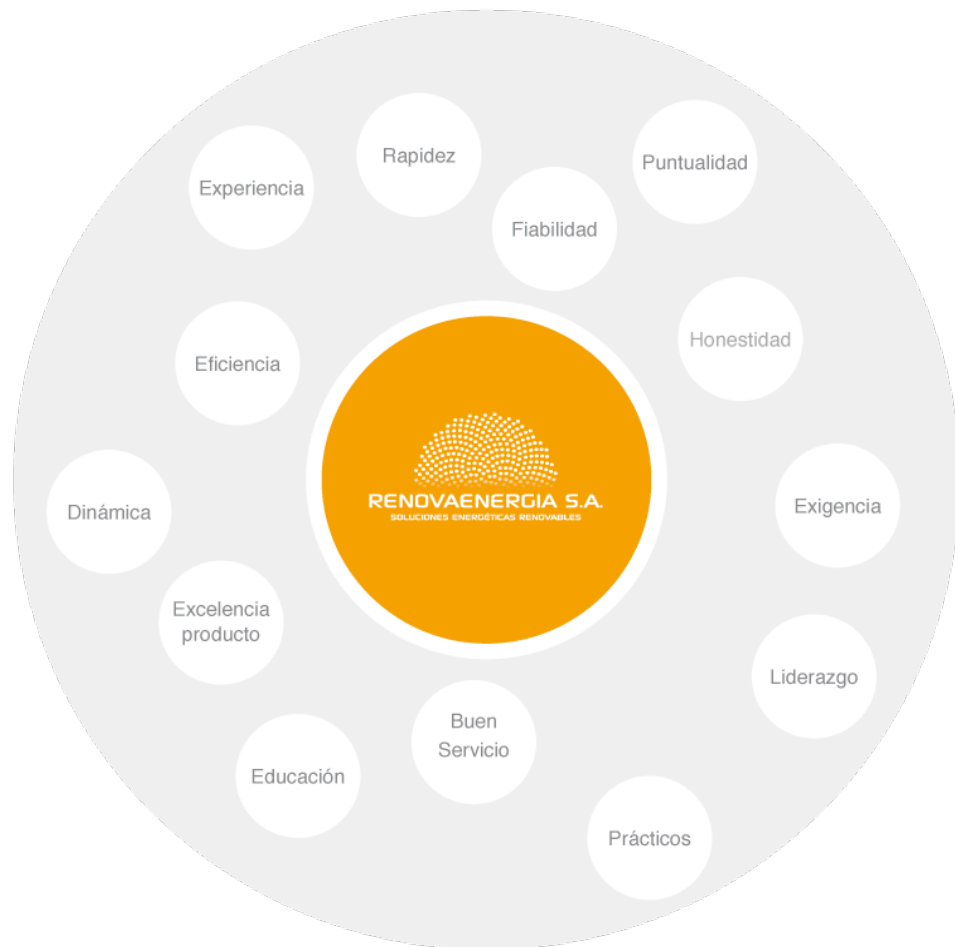 Rapidez
Puntualidad
Experiencia
Fiabilidad
Honestidad
Eficiencia
RENOVAENERGIA S.A.
SOLUCIONES ENERGÉTICAS RENOVABLES
Dinámica
Exigencia
Excelencia
producto
Liderazgo
Buen
Servicio
Educación
Prácticos